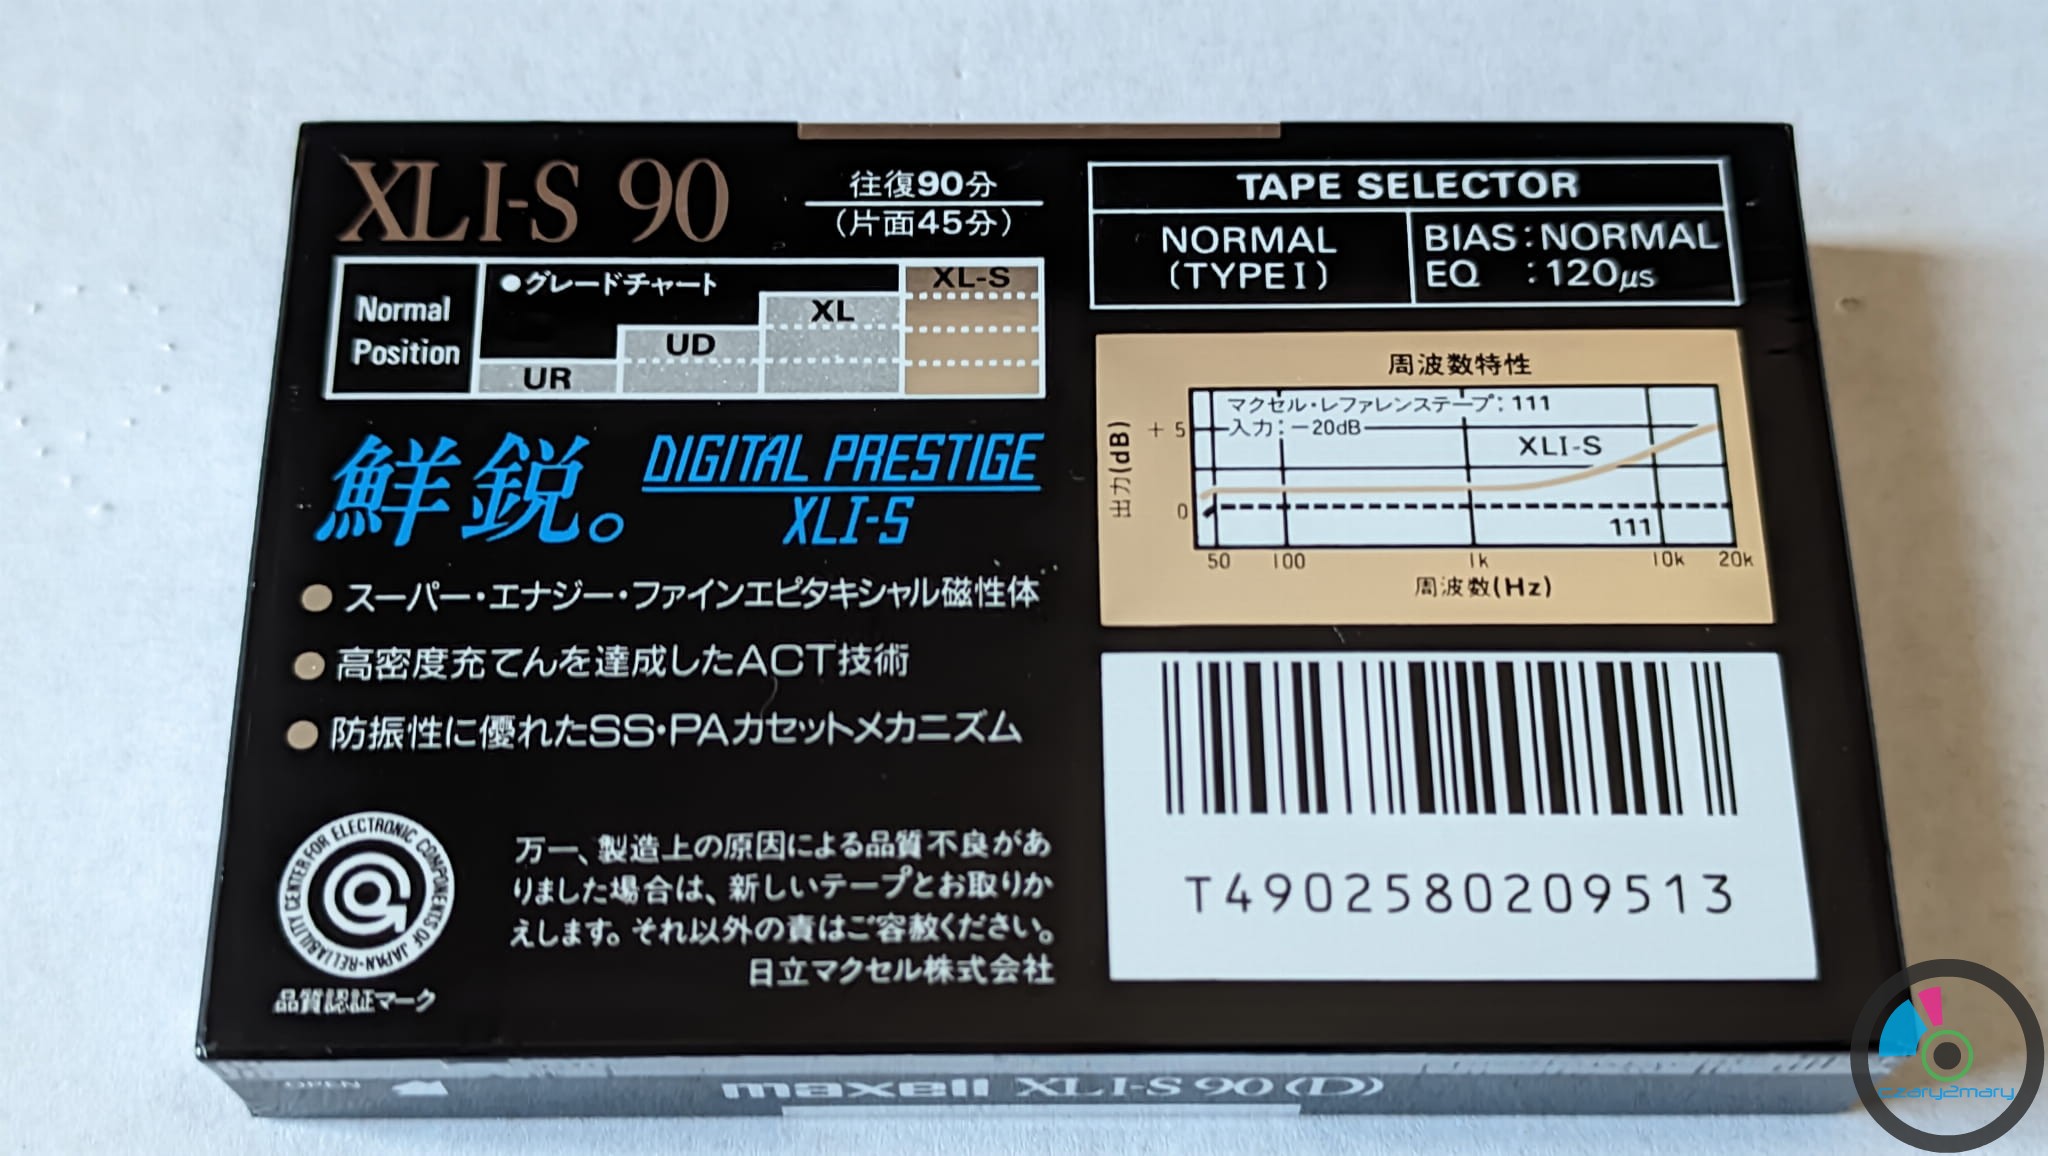 XLI-S 90
往復90分
(片面45分)
Normal
Position
●グレードチャート
UR
UD
XL
XL-S
鮮鋭。
DIGITAL PRESTIGE
XLI-S
● スーパー・エナジー・ファインエピタキシャル磁性体
● 高密度充てんを達成したACT技術
● 防振性に優れたSS・PAカセットメカニズム
RELIABILITY CENTER FOR ELECTRONIC COMPONENTS OF JAPAN
品質認証マーク
万一、製造上の原因による品質不良があ
りました場合は、新しいテープとお取りか
えします。それ以外の責はご容赦ください。
日立マクセル株式会社
TAPE SELECTOR
NORMAL
(TYPE I)
BIAS:NORMAL
EQ :120μs
周波数特性
マクセル・レファレンステープ:111
入力:-20dB
XLI-S
111
出力(dB)
+5
0
50 100 1k 10k 20k
周波数(Hz)
T4902580209513
OPEN
maxell XLI-S 90 (D)
czary2mary